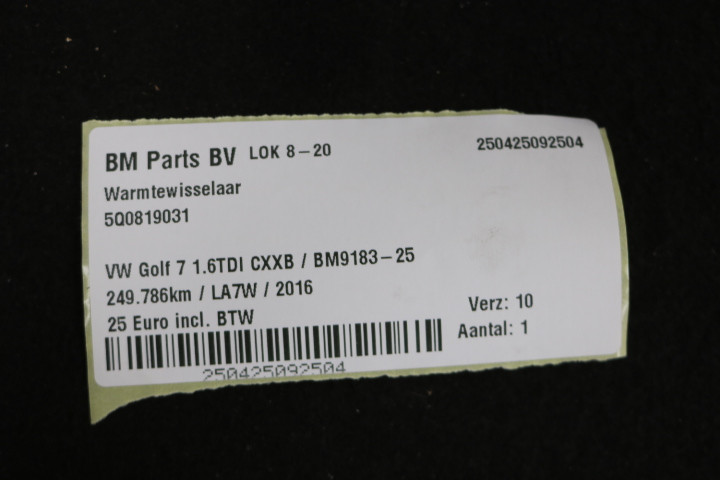 BM Parts BV LOK 8-20 250425092504
Warmtewisselaar
5Q0819031
VW Golf 7 1.6TDI CXXB / BM9183-25
249.786km / LA7W / 2016
25 Euro incl. BTW
Verz: 10
Aantal: 1
250425092504